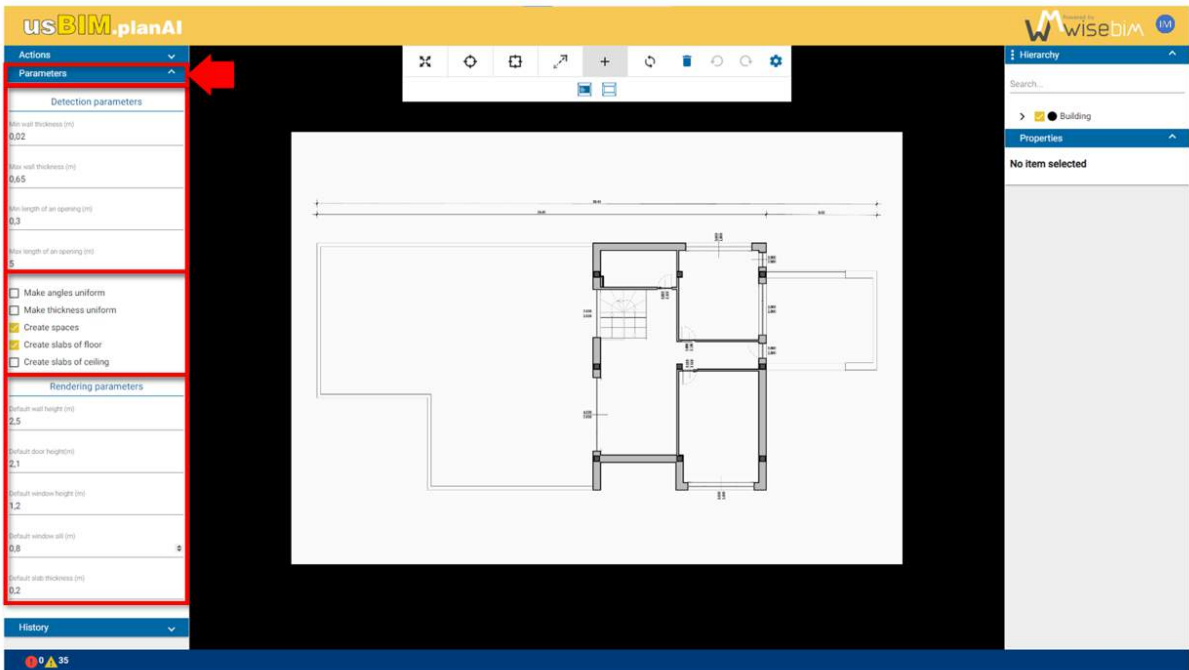 usBIM.planAI
Powered by
wisebim
IM
Actions
Parameters
Detection parameters
Min wall thickness (m)
0,02
Max wall thickness (m)
0,65
Min length of an opening (m)
0,3
Max length of an opening (m)
5
Make angles uniform
Make thickness uniform
Create spaces
Create slabs of floor
Create slabs of ceiling
Rendering parameters
Default wall height (m)
2,5
Default door height(m)
2,1
Default window height (m)
1,2
Default window sill (m)
0,8
Default slab thickness (m)
0,2
History
0 35
Hierarchy
Search...
Building
Properties
No item selected